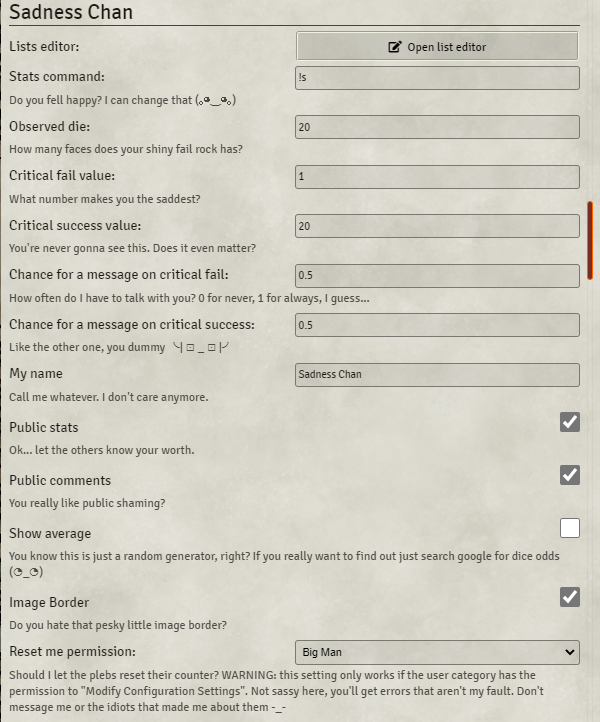 Sadness Chan
Lists editor:
Open list editor
Stats command:
!s
Do you fell happy? I can change that (｡◕‿◕｡)
Observed die:
20
How many faces does your shiny fail rock has?
Critical fail value:
1
What number makes you the saddest?
Critical success value:
20
You're never gonna see this. Does it even matter?
Chance for a message on critical fail:
0.5
How often do I have to talk with you? 0 for never, 1 for always, I guess...
Chance for a message on critical success:
0.5
Like the other one, you dummy ╰| ⊡ _ ⊡ |╯
My name
Sadness Chan
Call me whatever. I don't care anymore.
Public stats
Ok... let the others know your worth.
Public comments
You really like public shaming?
Show average
You know this is just a random generator, right? If you really want to find out just search google for dice odds
(◔_◔)
Image Border
Do you hate that pesky little image border?
Reset me permission:
Big Man
Should I let the plebs reset their counter? WARNING: this setting only works if the user category has the
permission to "Modify Configuration Settings". Not sassy here, you'll get errors that aren't my fault. Don't
message me or the idiots that made me about them -_-